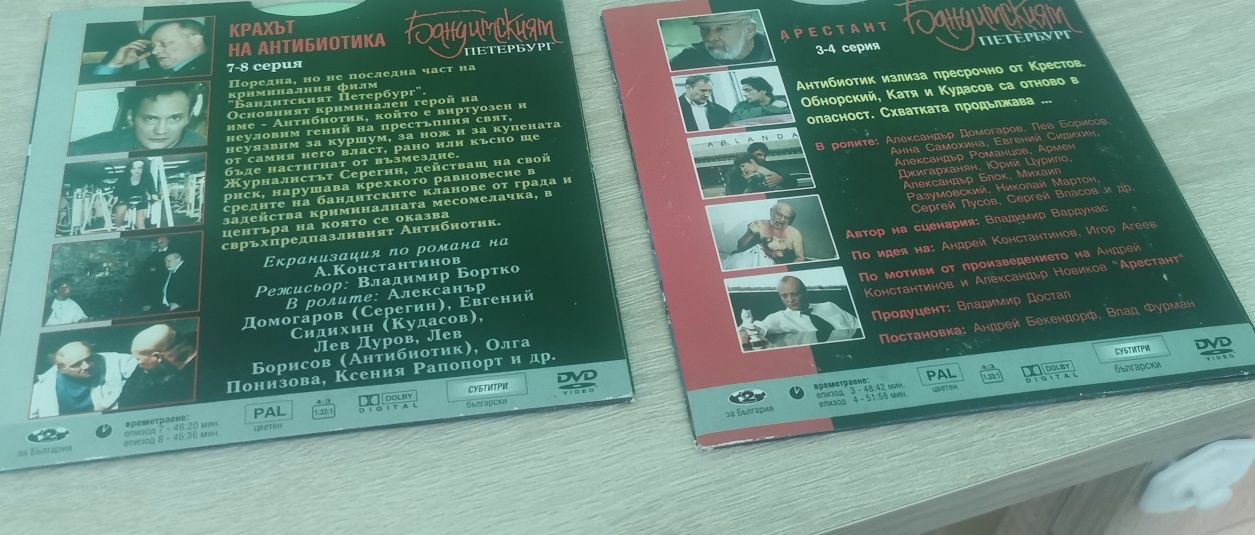 КРАХЪТ
НА АНТИБИОТИКА
7-8 серия
Бандитският
ПЕТЕРБУРГ
Поредна, но не последна част на
криминалния филм
"Бандитският Петербург".
Основният криминален герой на
име - Антибиотик, който е виртуозен и
неуловим гений на престъпния свят,
неуязвим за куршум, за нож и за купената
от самия него власт, рано или късно ще
бъде настигнат от възмездие.
Журналистът Серегин, действащ на свой
риск, нарушава крехкото равновесие в
средите на бандитските кланове от града и
задейства криминалната месомелачка, в
центъра на която се оказва
свръхпредпазливият Антибиотик.
Екранизация по романа на
А.Константинов
Режисьор: Владимир Бортко
В ролите: Алексанър
Домогаров (Серегин), Евгений
Сидихин (Кудасов),
Лев Дуров, Лев
Борисов (Антибиотик), Олга
Понизова, Ксения Рапопорт и др.
за България
времетраене:
епизод 7 - 46:20 мин.
епизод 8 - 46:36 мин.
PAL
цветен
4:3
1.33:1
DOLBY
DIGITAL
СУБТИТРИ
български
DVD
VIDEO
АРЕСТАНТ
3-4 серия
Бандитският
ПЕТЕРБУРГ
Антибиотик излиза пресрочно от Крестов.
Обнорский, Катя и Кудасов са отново в
опасност. Схватката продължава ...
В ролите: Александър Домогаров, Лев Борисов,
Анна Самохина, Евгений Сидихин,
Александър Романцов, Армен
Джигарханян, Юрий Цурило,
Александър Блок, Михаил
Разумовский, Николай Мартон,
Сергей Лусов, Сергей Власов и др.
Автор на сценария: Владимир Вардунас
По идея на: Андрей Константинов, Игор Агеев
По мотиви от произведението на Андрей
Константинов и Александър Новиков "Арестант"
Продуцент: Владимир Достал
Постановка: Андрей Бекендорф, Влад Фурман
за България
времетраене:
епизод 3 - 48:42 мин.
епизод 4 - 51:58 мин.
PAL
цветен
4:3
1.33:1
DOLBY
DIGITAL
СУБТИТРИ
български
DVD
VIDEO